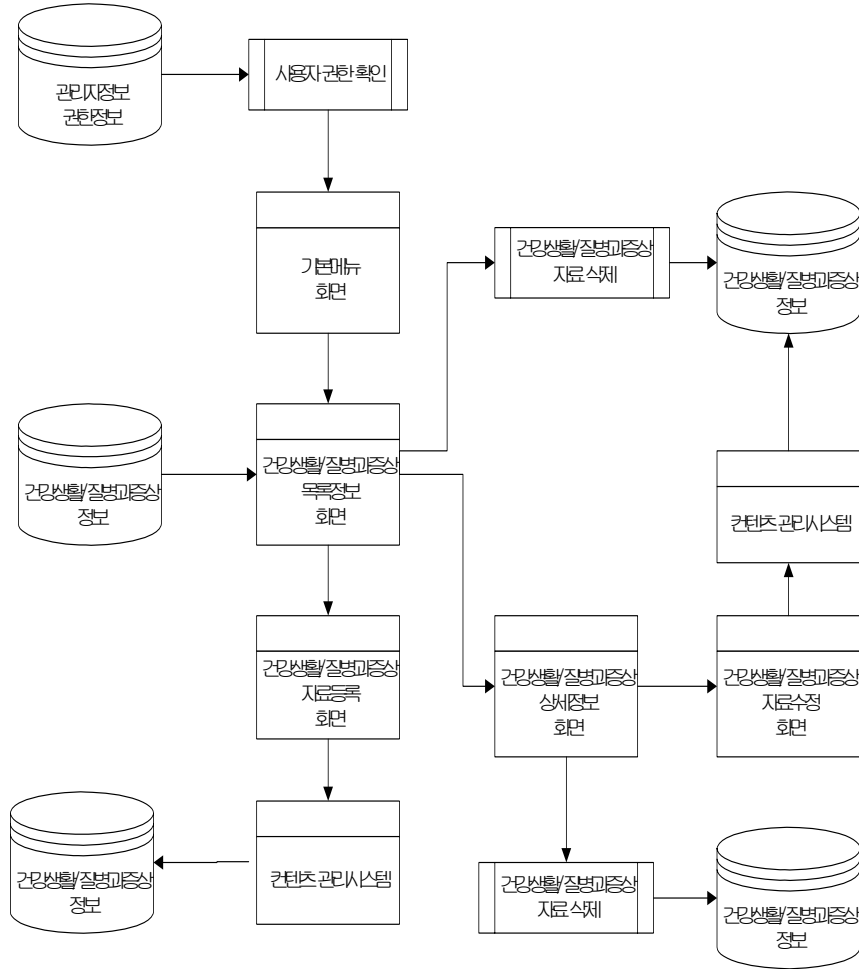 관리자정보
권한정보
사용자 권한 확인
기본메뉴
화면
건강생활/질병과증상
자료 삭제
건강생활/질병과증상
정보
건강생활/질병과증상
정보
건강생활/질병과증상
목록정보
화면
컨텐츠 관리시스템
건강생활/질병과증상
자료등록
화면
건강생활/질병과증상
상세정보
화면
건강생활/질병과증상
자료수정
화면
건강생활/질병과증상
정보
컨텐츠 관리시스템
건강생활/질병과증상
자료 삭제
건강생활/질병과증상
정보